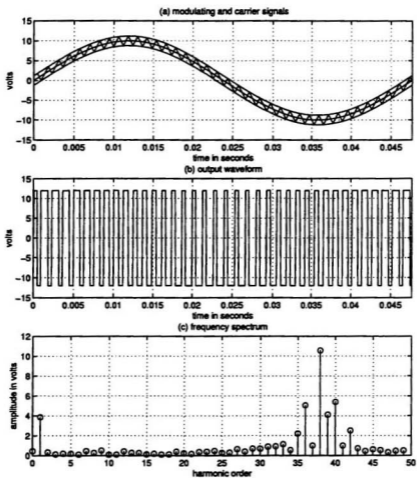 (a) modulating and carrier signals
15
10
5
0
−5
−10
−15
volts
0 0.005 0.01 0.015 0.02 0.025 0.03 0.035 0.04 0.045
time in seconds
(b) output waveform
15
10
5
0
−5
−10
−15
volts
0 0.005 0.01 0.015 0.02 0.025 0.03 0.035 0.04 0.045
time in seconds
(c) frequency spectrum
12
10
8
6
4
2
0
amplitude in volts
0 5 10 15 20 25 30 35 40 45 50
harmonic order